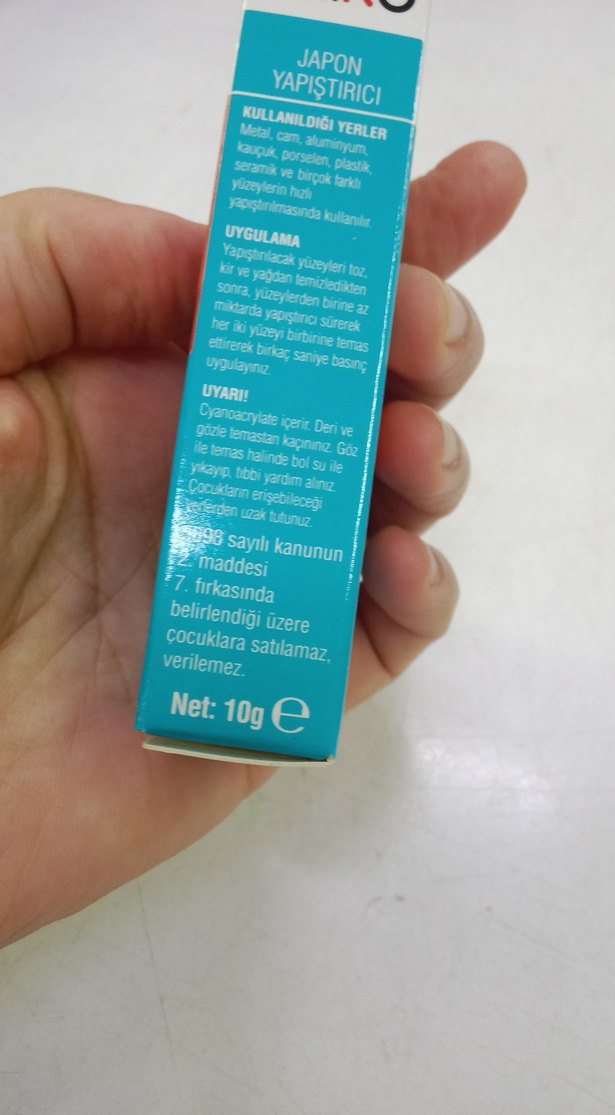 JAPON
YAPIŞTIRICI
KULLANILDIĞI YERLER
Metal, cam, aluminyum,
kauçuk, porselen, plastik,
seramik ve birçok farklı
yüzeylerin hızlı
yapıştırılmasında kullanılır.
UYGULAMA
Yapıştırılacak yüzeyleri toz,
kir ve yağdan temizledikten
sonra, yüzeylerden birine az
miktarda yapıştırıcı sürerek
her iki yüzeyi birbirine temas
ettirerek birkaç saniye basınç
uygulayınız.
UYARI!
Cyanoacrylate içerir. Deri ve
gözle temastan kaçınınız. Göz
ile temas halinde bol su ile
yıkayıp, tıbbi yardım alınız.
Çocukların erişebileceği
yerlerden uzak tutunuz.
sayılı kanunun
2. maddesi
7. fırkasında
belirlendiği üzere
çocuklara satılamaz,
verilemez.
Net: 10g ℮